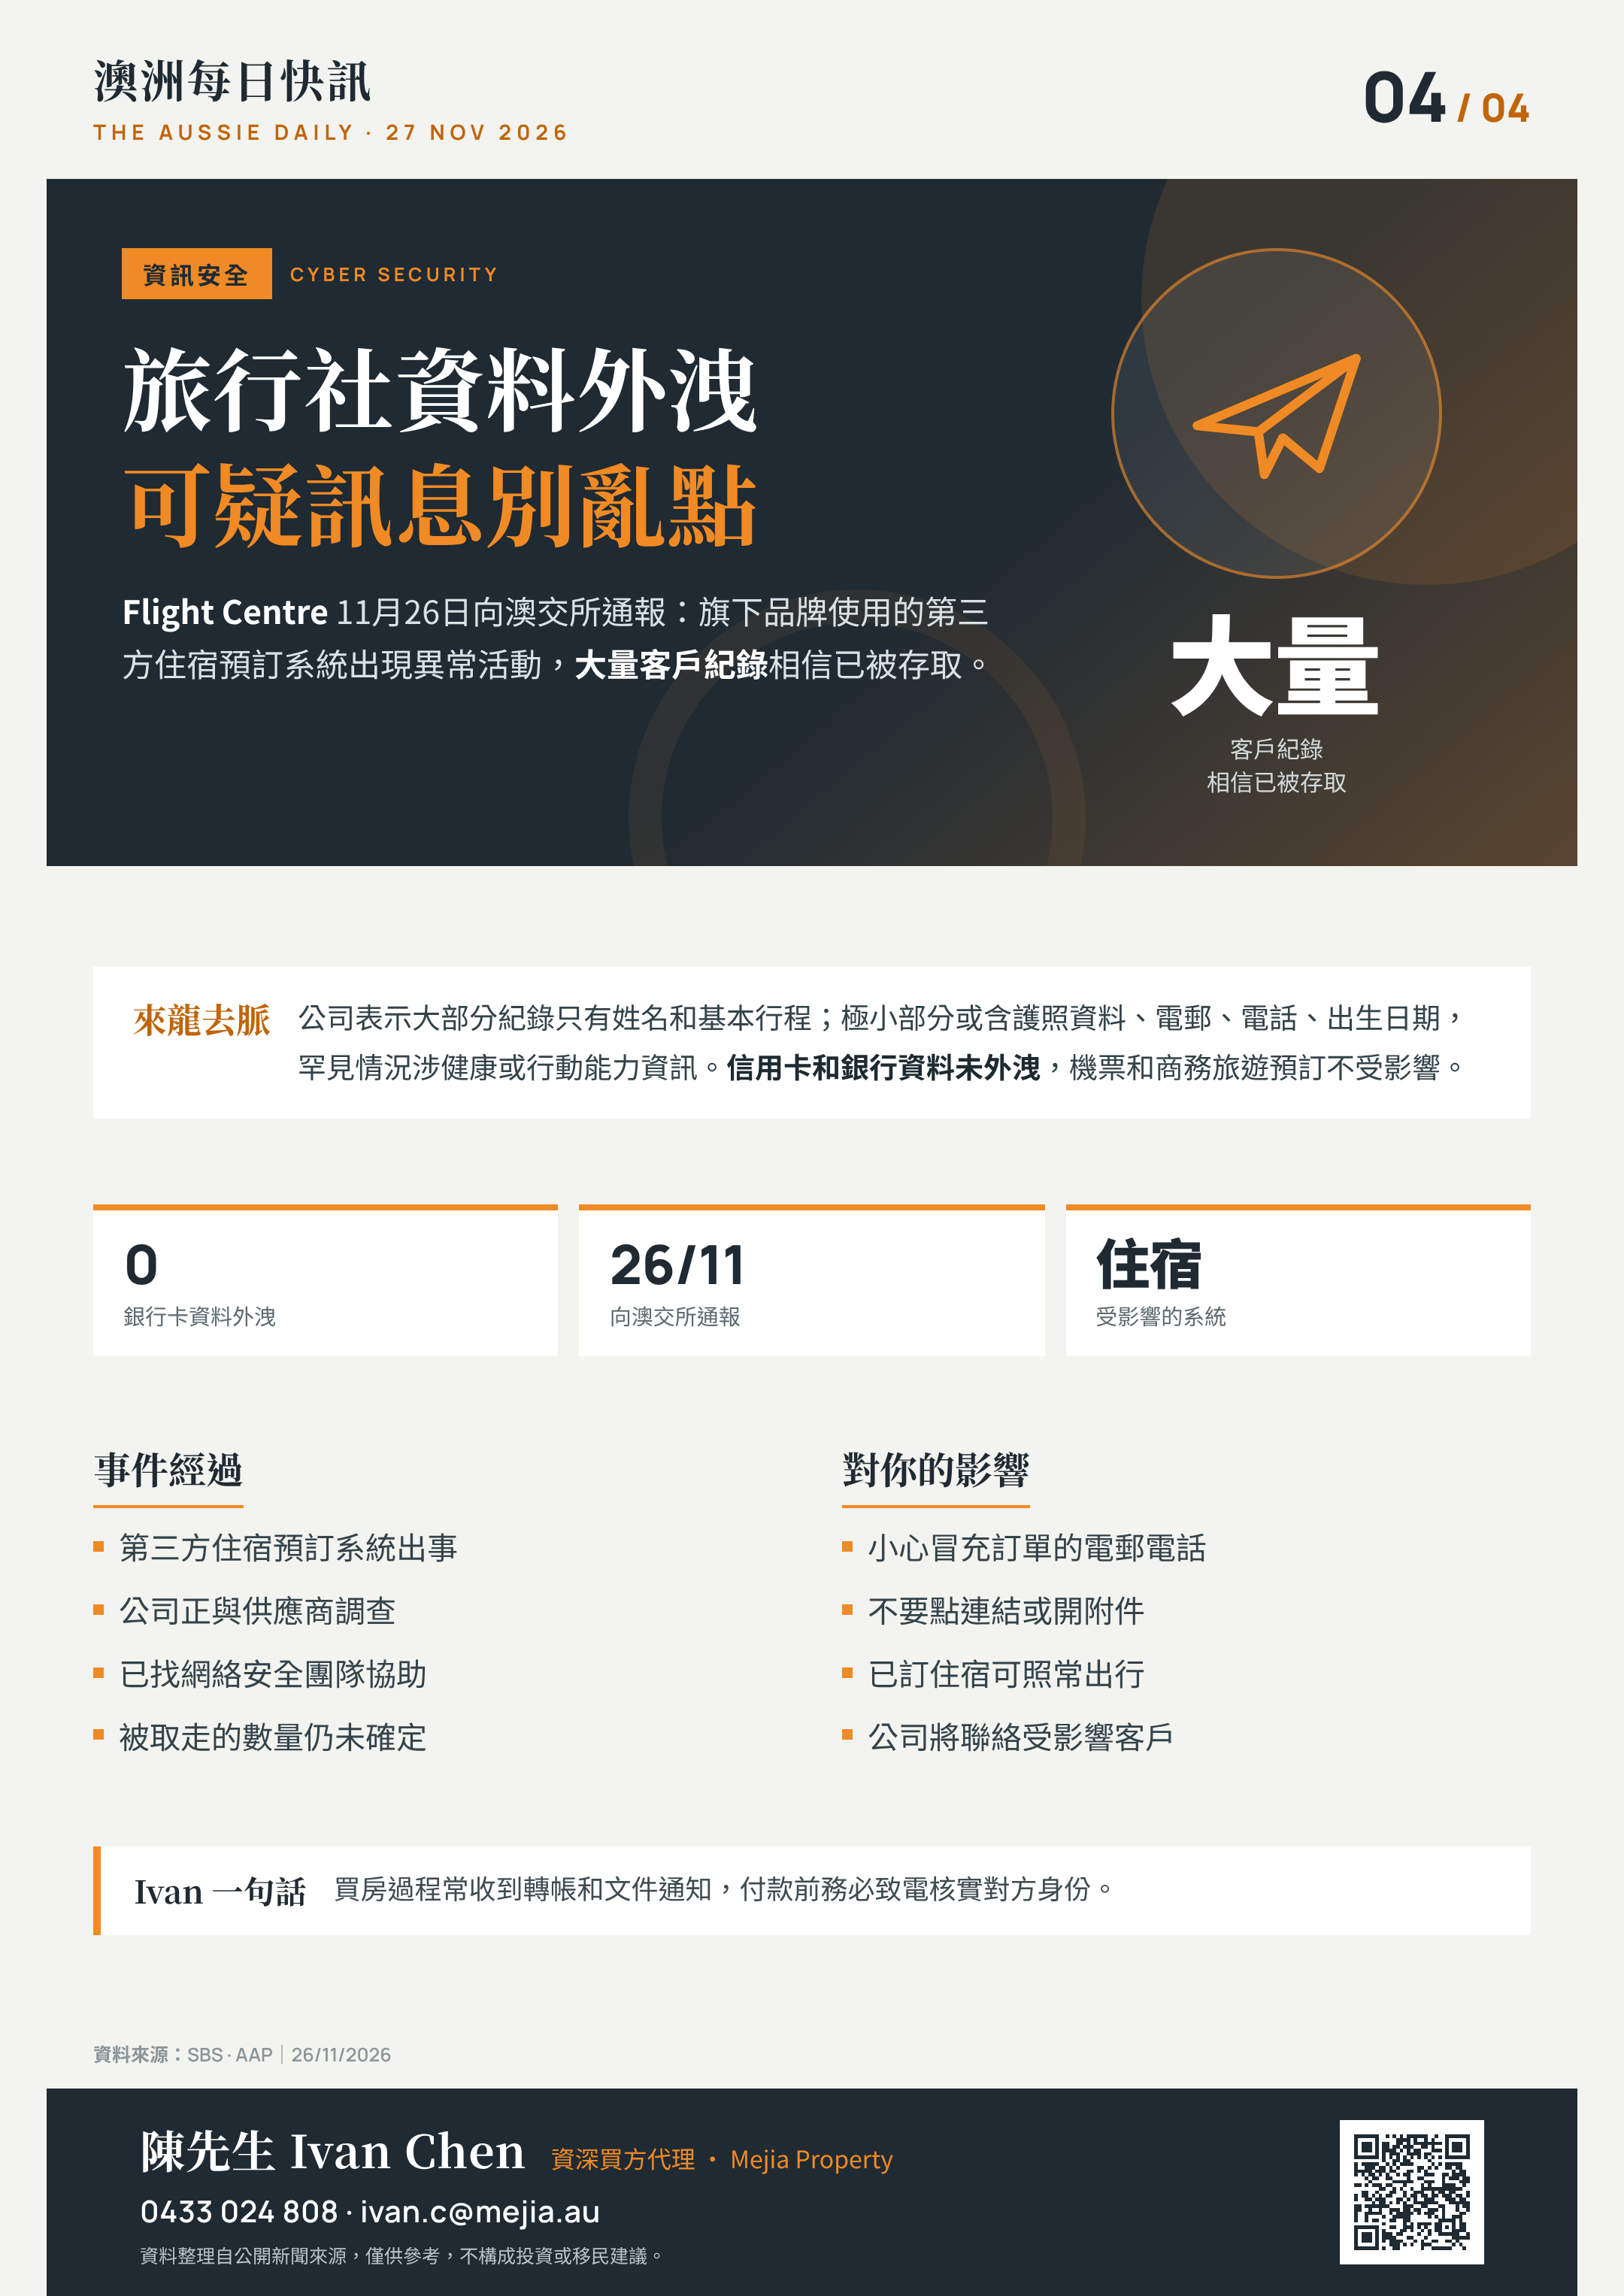 澳洲每日快訊
THE AUSSIE DAILY · 27 NOV 2026
04 / 04
資訊安全 CYBER SECURITY
旅行社資料外洩
可疑訊息別亂點
Flight Centre 11月26日向澳交所通報：旗下品牌使用的第三
方住宿預訂系統出現異常活動，大量客戶紀錄相信已被存取。
大量
客戶紀錄
相信已被存取
來龍去脈
公司表示大部分紀錄只有姓名和基本行程；極小部分或含護照資料、電郵、電話、出生日期，
罕見情況涉健康或行動能力資訊。信用卡和銀行資料未外洩，機票和商務旅遊預訂不受影響。
0
銀行卡資料外洩
26/11
向澳交所通報
住宿
受影響的系統
事件經過
第三方住宿預訂系統出事
公司正與供應商調查
已找網絡安全團隊協助
被取走的數量仍未確定
對你的影響
小心冒充訂單的電郵電話
不要點連結或開附件
已訂住宿可照常出行
公司將聯絡受影響客戶
Ivan 一句話 買房過程常收到轉帳和文件通知，付款前務必致電核實對方身份。
資料來源：SBS · AAP｜26/11/2026
陳先生 Ivan Chen 資深買方代理 · Mejia Property
0433 024 808 · ivan.c@mejia.au
資料整理自公開新聞來源，僅供參考，不構成投資或移民建議。